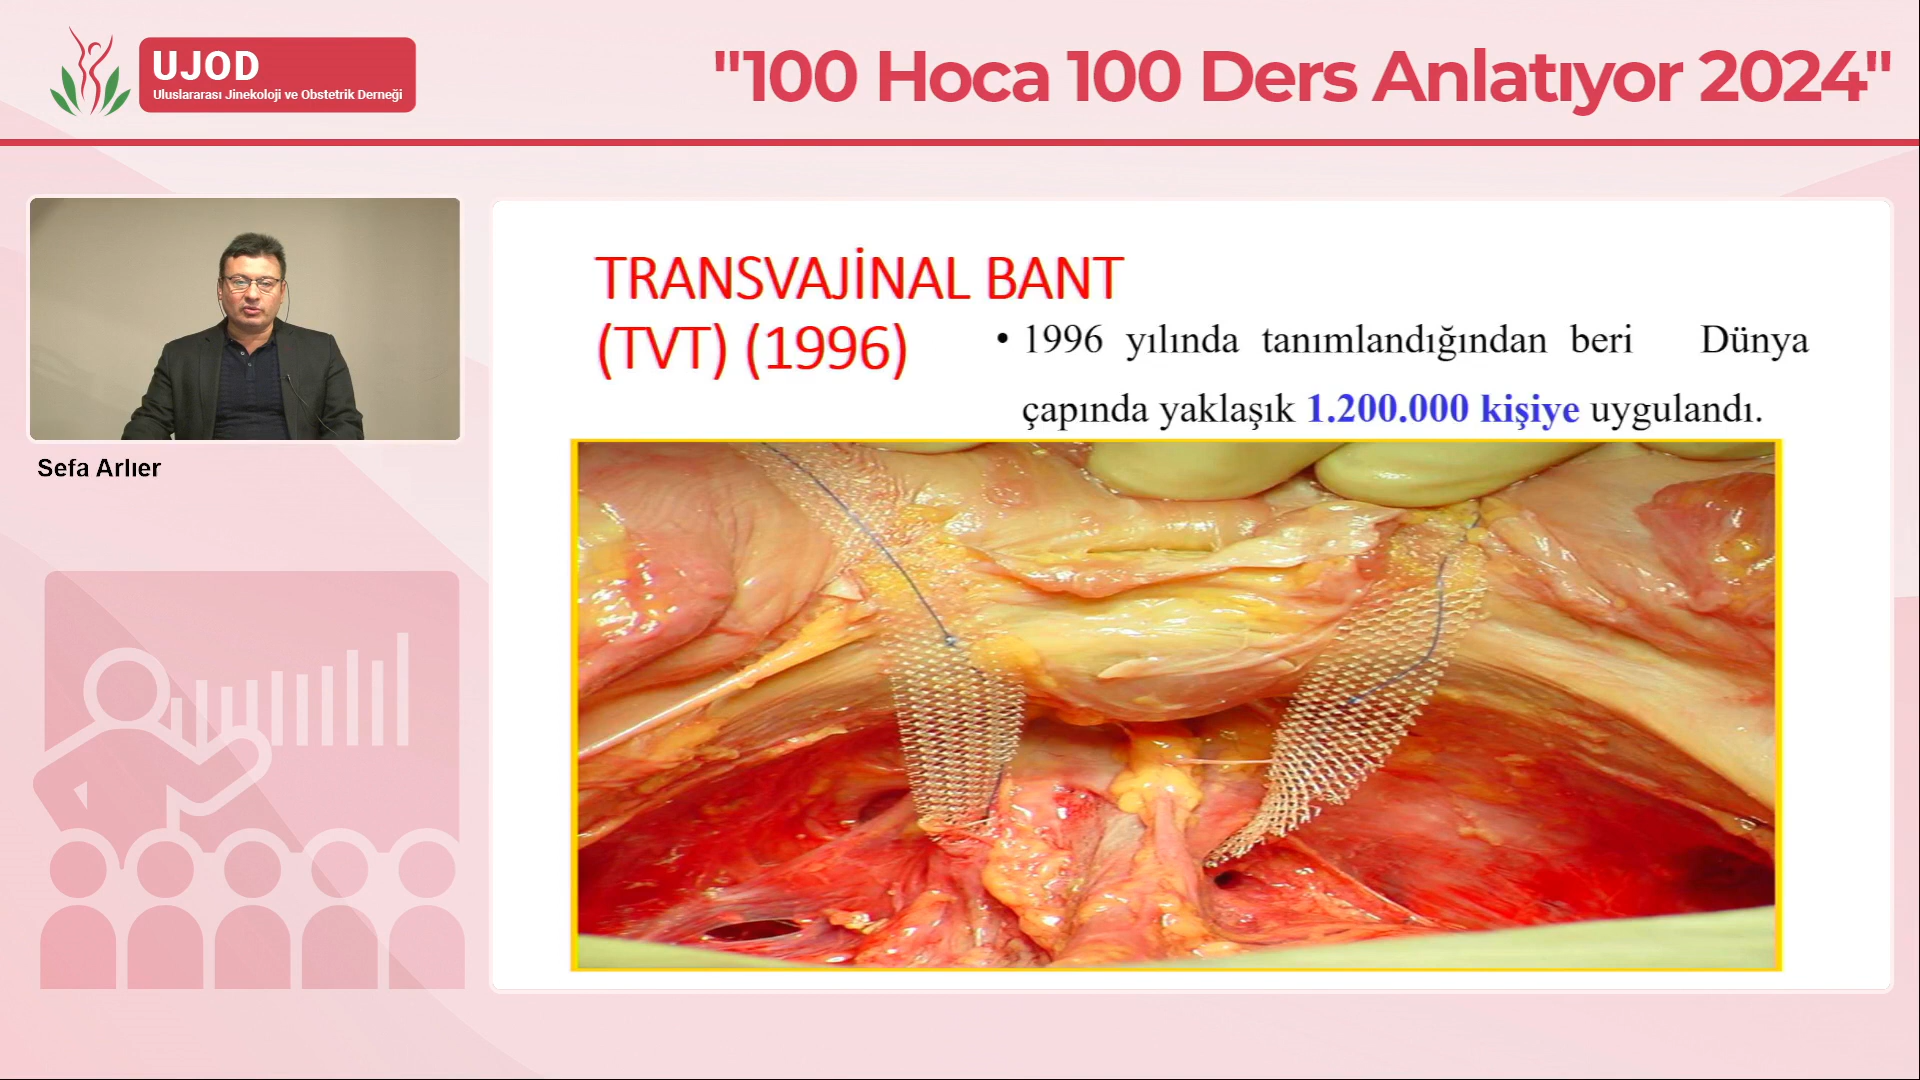 UJOD
Uluslararası Jinekoloji ve Obstetrik Derneği
"100 Hoca 100 Ders Anlatıyor 2024"
Sefa Arlıer
TRANSVAJİNAL BANT
(TVT) (1996)
• 1996 yılında tanımlandığından beri Dünya
çapında yaklaşık 1.200.000 kişiye uygulandı.